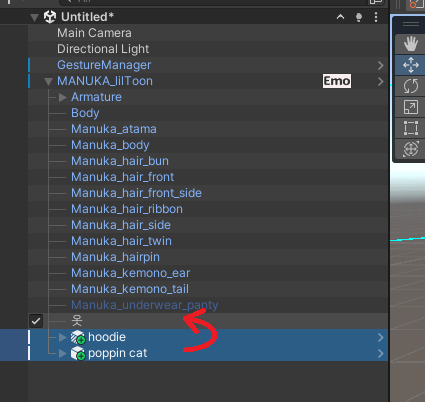 Untitled*
Main Camera
Directional Light
GestureManager
MANUKA_lilToon Emo
Armature
Body
Manuka_atama
Manuka_body
Manuka_hair_bun
Manuka_hair_front
Manuka_hair_front_side
Manuka_hair_ribbon
Manuka_hair_side
Manuka_hair_twin
Manuka_hairpin
Manuka_kemono_ear
Manuka_kemono_tail
Manuka_underwear_panty
옷
hoodie
poppin cat